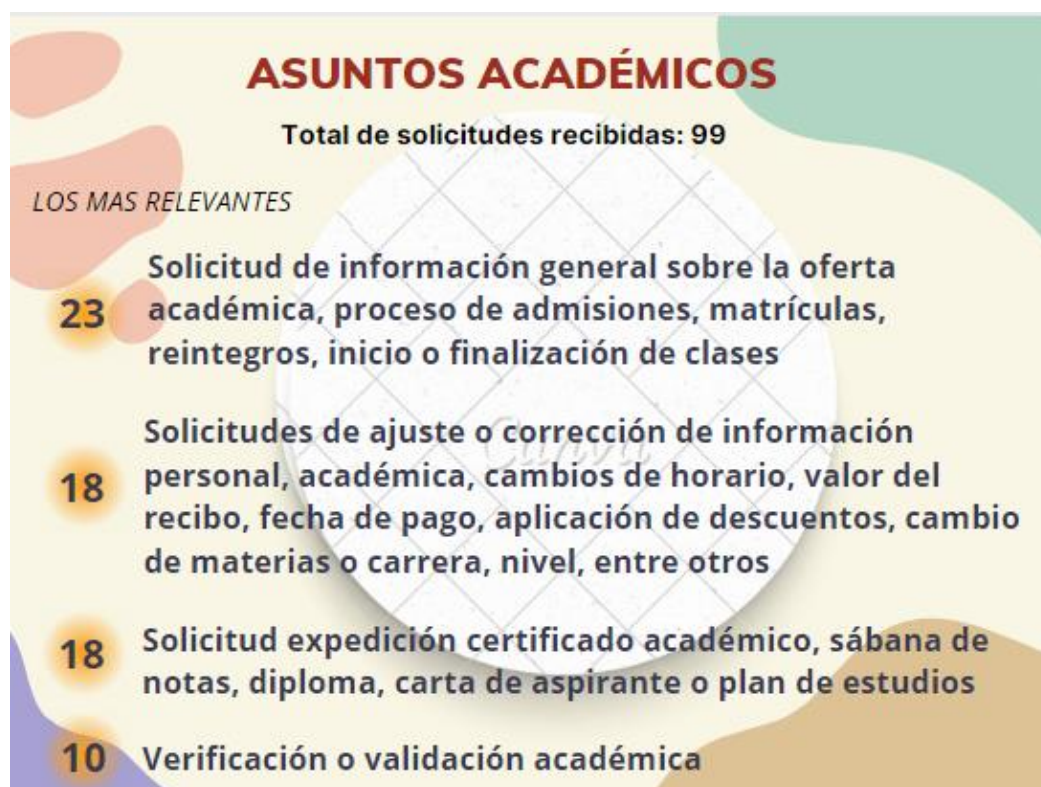 ASUNTOS ACADÉMICOS
Total de solicitudes recibidas: 99
LOS MAS RELEVANTES
23
Solicitud de información general sobre la oferta
académica, proceso de admisiones, matrículas,
reintegros, inicio o finalización de clases
18
Solicitudes de ajuste o corrección de información
personal, académica, cambios de horario, valor del
recibo, fecha de pago, aplicación de descuentos, cambio
de materias o carrera, nivel, entre otros
18
Solicitud expedición certificado académico, sábana de
notas, diploma, carta de aspirante o plan de estudios
10
Verificación o validación académica
Canva